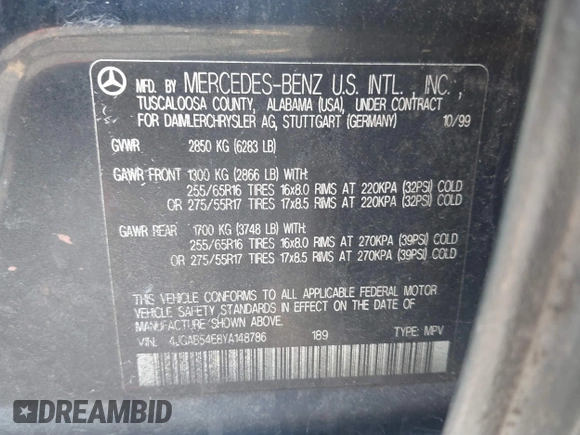 MFD. BY MERCEDES-BENZ U.S. INTL., INC.,
TUSCALOOSA COUNTY, ALABAMA (USA), UNDER CONTRACT
FOR DAIMLERCHRYSLER AG, STUTTGART (GERMANY) 10/99
GVWR 2850 KG (6283 LB)
GAWR FRONT 1300 KG (2866 LB) WITH:
255/65R16 TIRES 16x8.0 RIMS AT 220KPA (32PSI) COLD
OR 275/55R17 TIRES 17x8.5 RIMS AT 220KPA (32PSI) COLD
GAWR REAR 1700 KG (3748 LB) WITH:
255/65R16 TIRES 16x8.0 RIMS AT 270KPA (39PSI) COLD
OR 275/55R17 TIRES 17x8.5 RIMS AT 270KPA (39PSI) COLD
THIS VEHICLE CONFORMS TO ALL APPLICABLE FEDERAL MOTOR
VEHICLE SAFETY STANDARDS IN EFFECT ON THE DATE OF
MANUFACTURE SHOWN ABOVE.
VIN. 4JGAB54E8YA148786 189 TYPE: MPV
DREAMBID